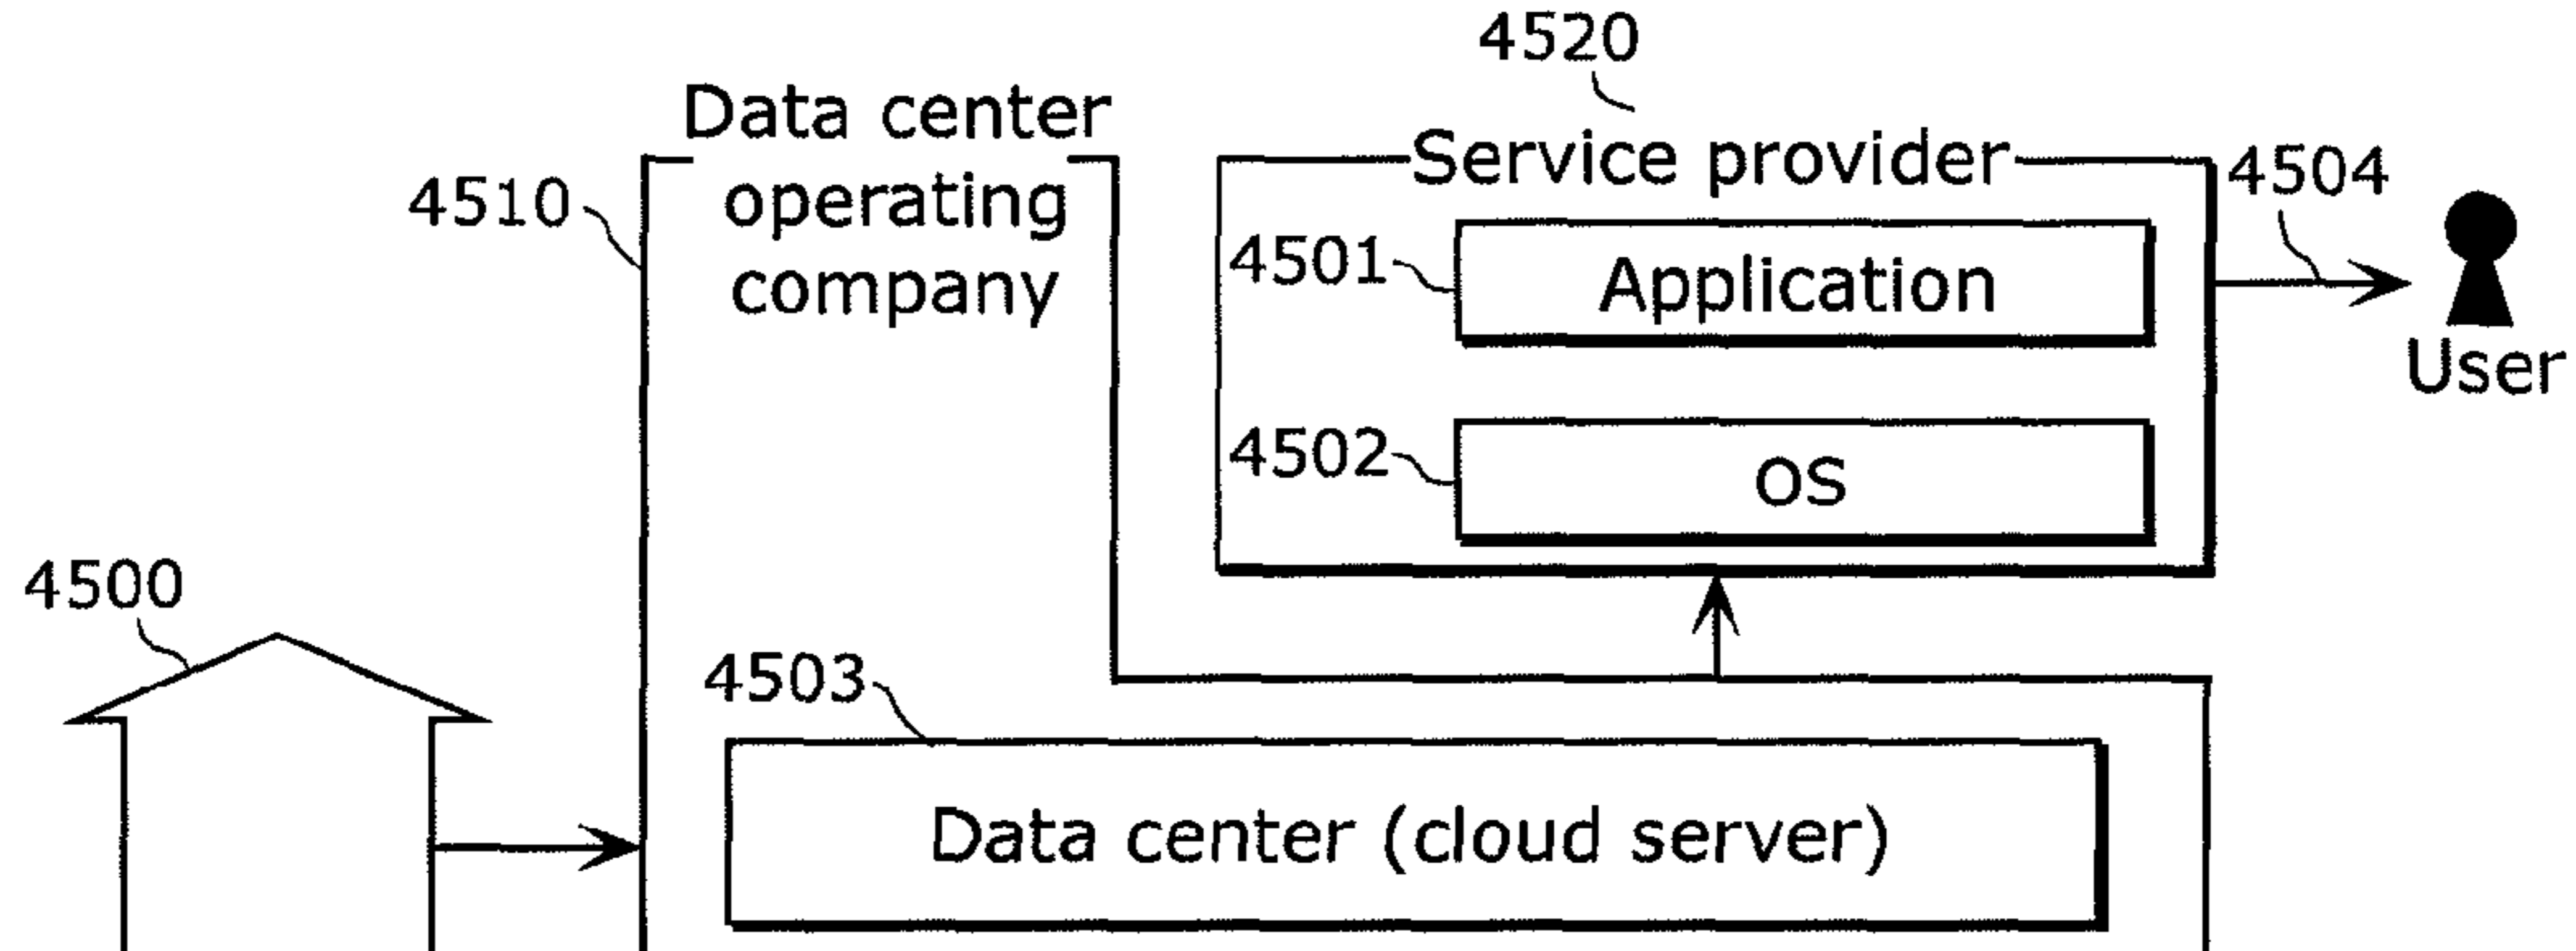 4520
Data center
operating
company
4510
Service provider
4504
4501
Application
User
4502
OS
4500
4503
Data center (cloud server)